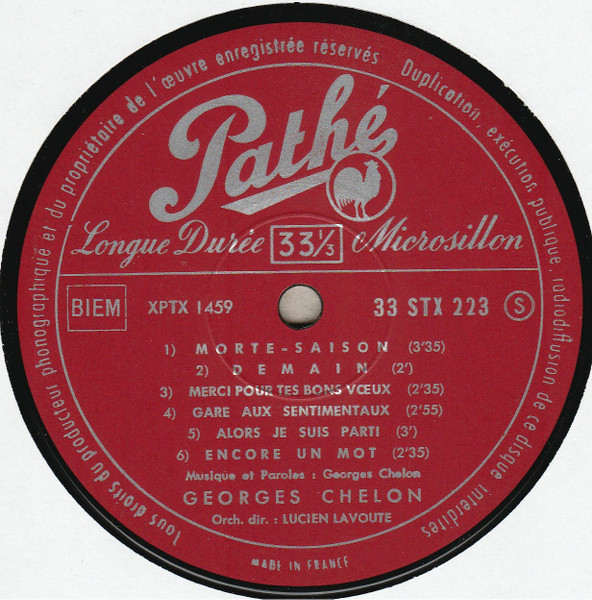 Tous droits du producteur phonographique et du propriétaire de l'œuvre enregistrée réservés Duplication, exécution publique, radiodiffusion de ce disque interdites
Pathé
Longue Durée 33 1/3 Microsillon
BIEM XPTX 1459 33 STX 223 S
1) MORTE-SAISON (3'35)
2) DEMAIN (2')
3) MERCI POUR TES BONS VŒUX (2'35)
4) GARE AUX SENTIMENTAUX (2'55)
5) ALORS JE SUIS PARTI (3')
6) ENCORE UN MOT (2'35)
Musique et Paroles : Georges Chelon
GEORGES CHELON
Orch. dir. : LUCIEN LAVOUTE
MADE IN FRANCE